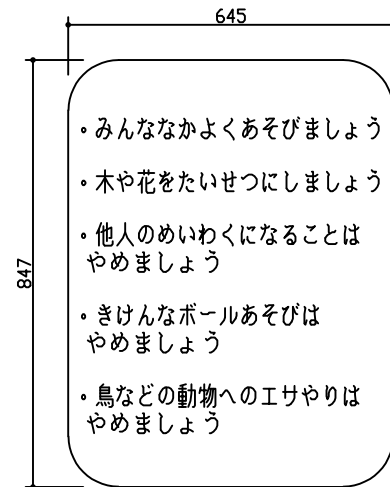 645
847
・みんななかよくあそびましょう
・木や花をたいせつにしましょう
・他人のめいわくになることは
やめましょう
・きけんなボールあそびは
やめましょう
・鳥などの動物へのエサやりは
やめましょう